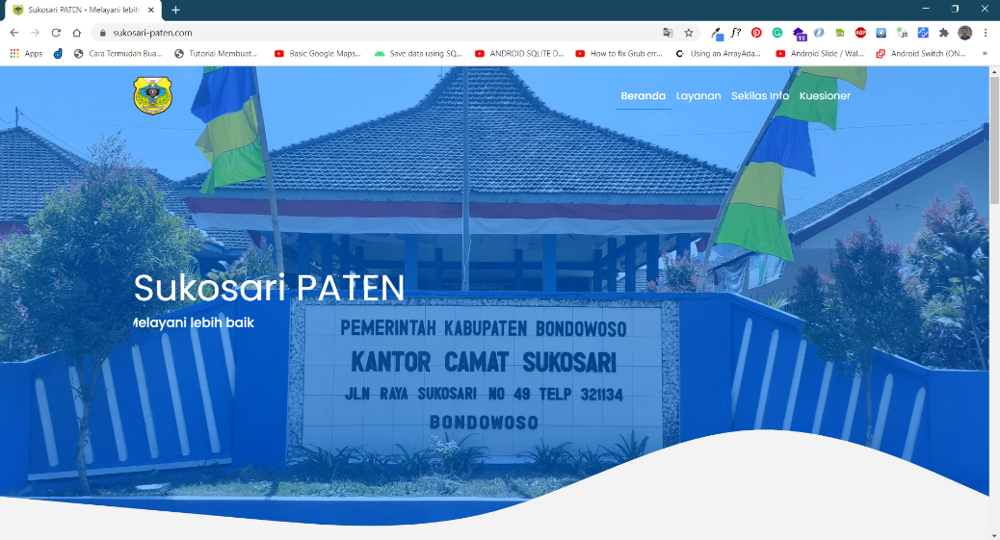 Sukosari PATEN - Melayani lebih
sukosari-paten.com
Apps
Cara Termudah Bua...
Tutorial Membuat...
Basic Google Maps...
Save data using SQ...
ANDROID SQLITE D...
How to fix Grub err...
Using an ArrayAda...
Android Slide / Wal...
Android Switch (ON...
f?
11
ABP
Beranda Layanan Sekilas Info Kuesioner
Sukosari PATEN
Melayani lebih baik
PEMERINTAH KABUPATEN BONDOWOSO
KANTOR CAMAT SUKOSARI
JLN RAYA SUKOSARI NO 49 TELP 321134
BONDOWOSO